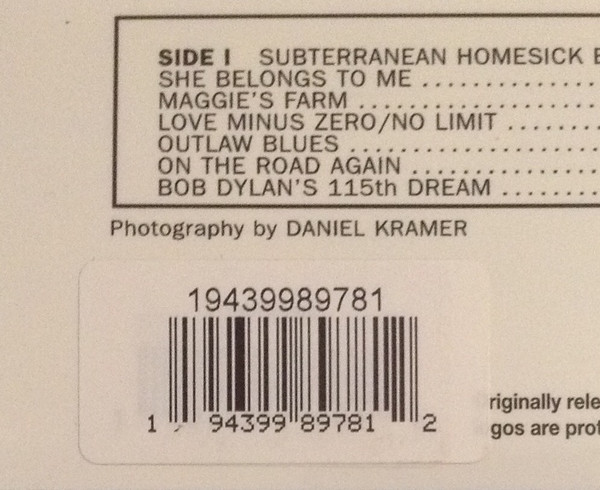 SIDE I SUBTERRANEAN HOMESICK
SHE BELONGS TO ME ................
MAGGIE'S FARM ......................
LOVE MINUS ZERO/NO LIMIT .........
OUTLAW BLUES .......................
ON THE ROAD AGAIN .................
BOB DYLAN'S 115th DREAM .........
Photography by DANIEL KRAMER
19439989781
1 94399 89781 2
riginally rele
gos are prot